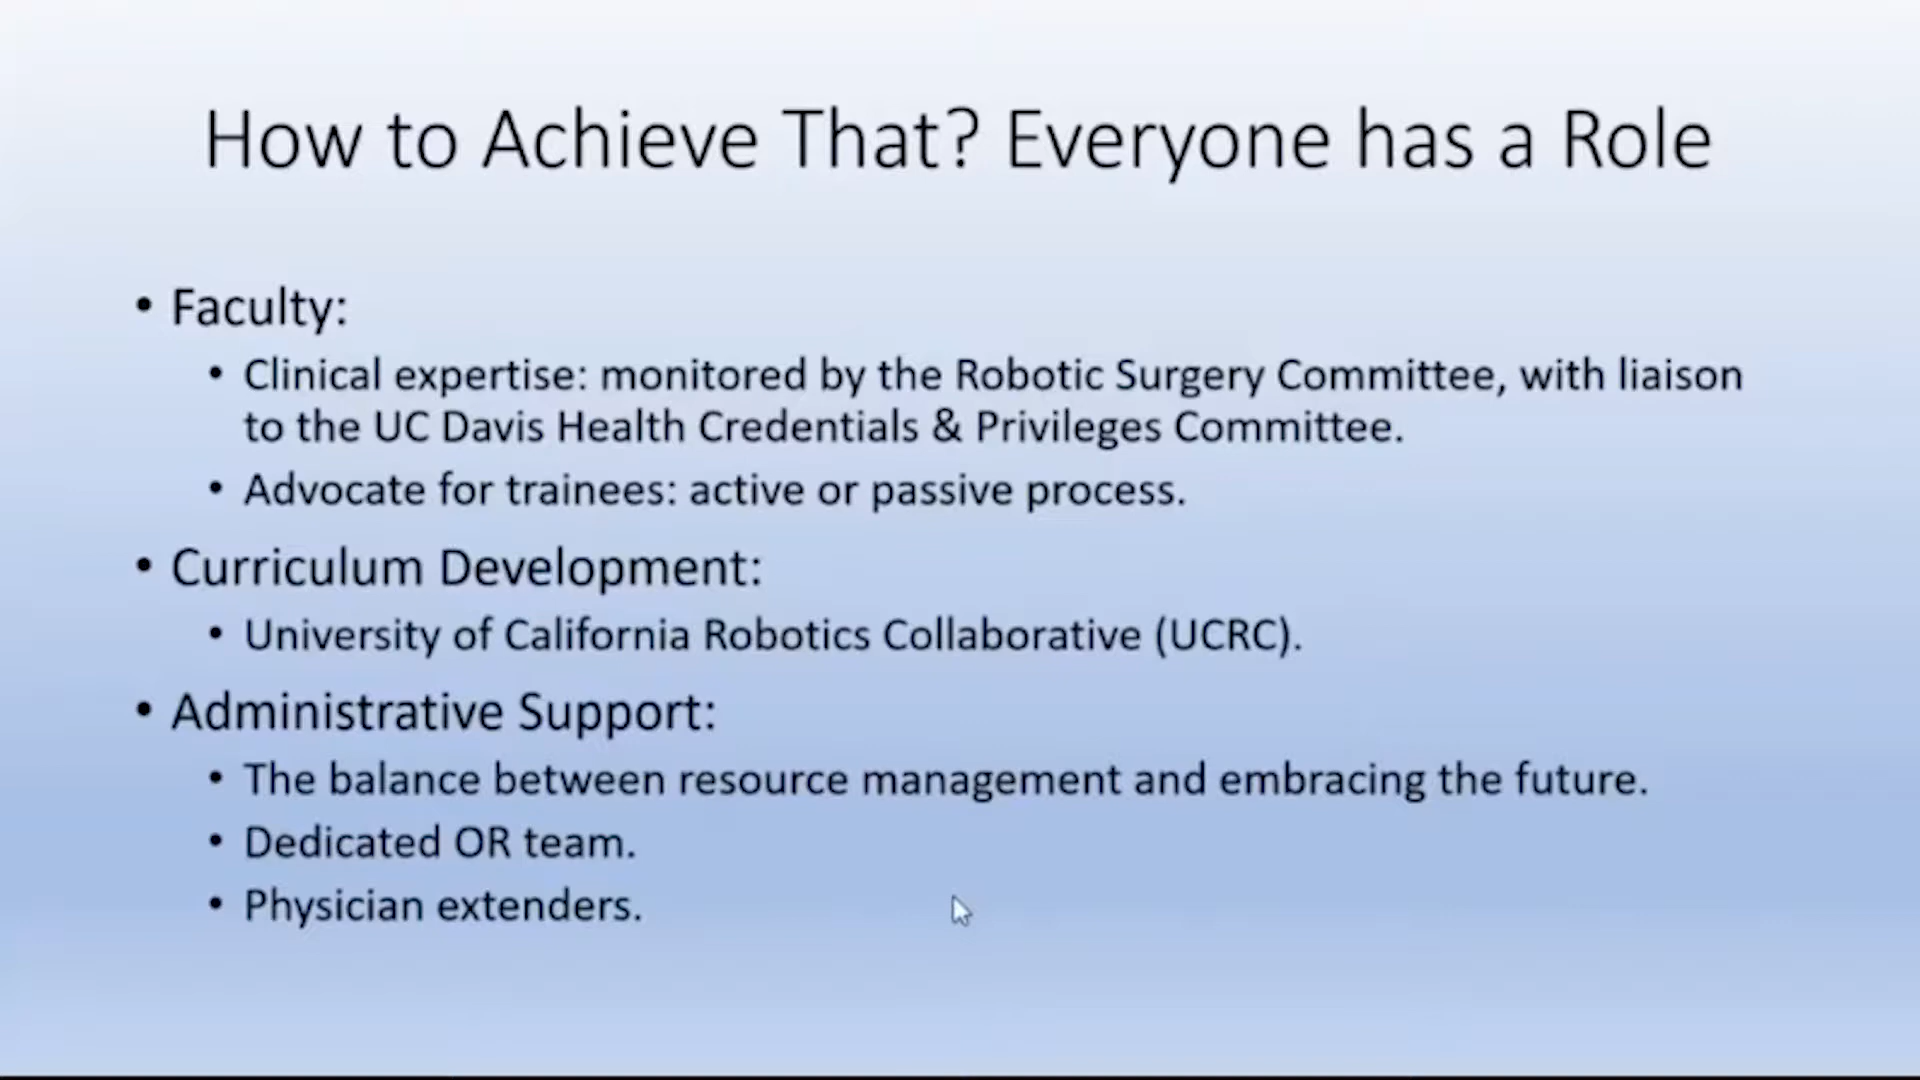 How to Achieve That? Everyone has a Role
• Faculty:
• Clinical expertise: monitored by the Robotic Surgery Committee, with liaison
to the UC Davis Health Credentials & Privileges Committee.
• Advocate for trainees: active or passive process.
• Curriculum Development:
• University of California Robotics Collaborative (UCRC).
• Administrative Support:
• The balance between resource management and embracing the future.
• Dedicated OR team.
• Physician extenders.